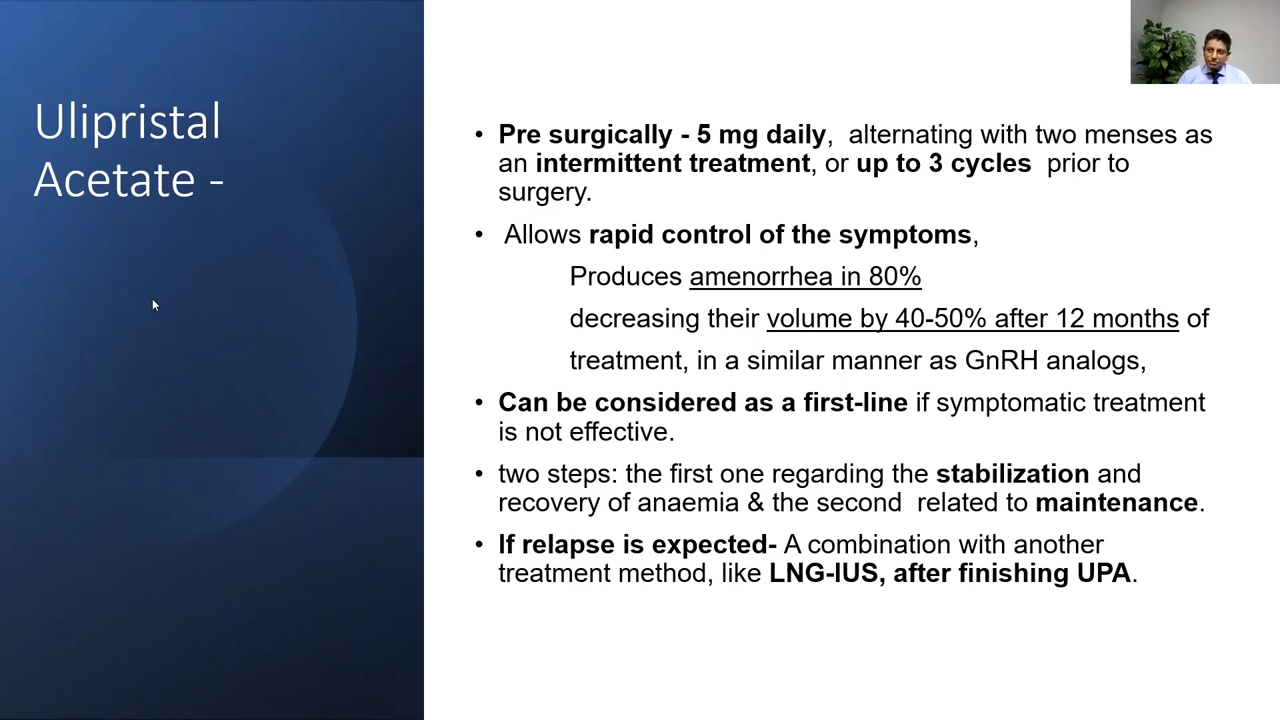 Ulipristal
Acetate -
• Pre surgically - 5 mg daily, alternating with two menses as
an intermittent treatment, or up to 3 cycles prior to
surgery.
• Allows rapid control of the symptoms,
Produces amenorrhea in 80%
decreasing their volume by 40-50% after 12 months of
treatment, in a similar manner as GnRH analogs,
• Can be considered as a first-line if symptomatic treatment
is not effective.
• two steps: the first one regarding the stabilization and
recovery of anaemia & the second related to maintenance.
• If relapse is expected- A combination with another
treatment method, like LNG-IUS, after finishing UPA.